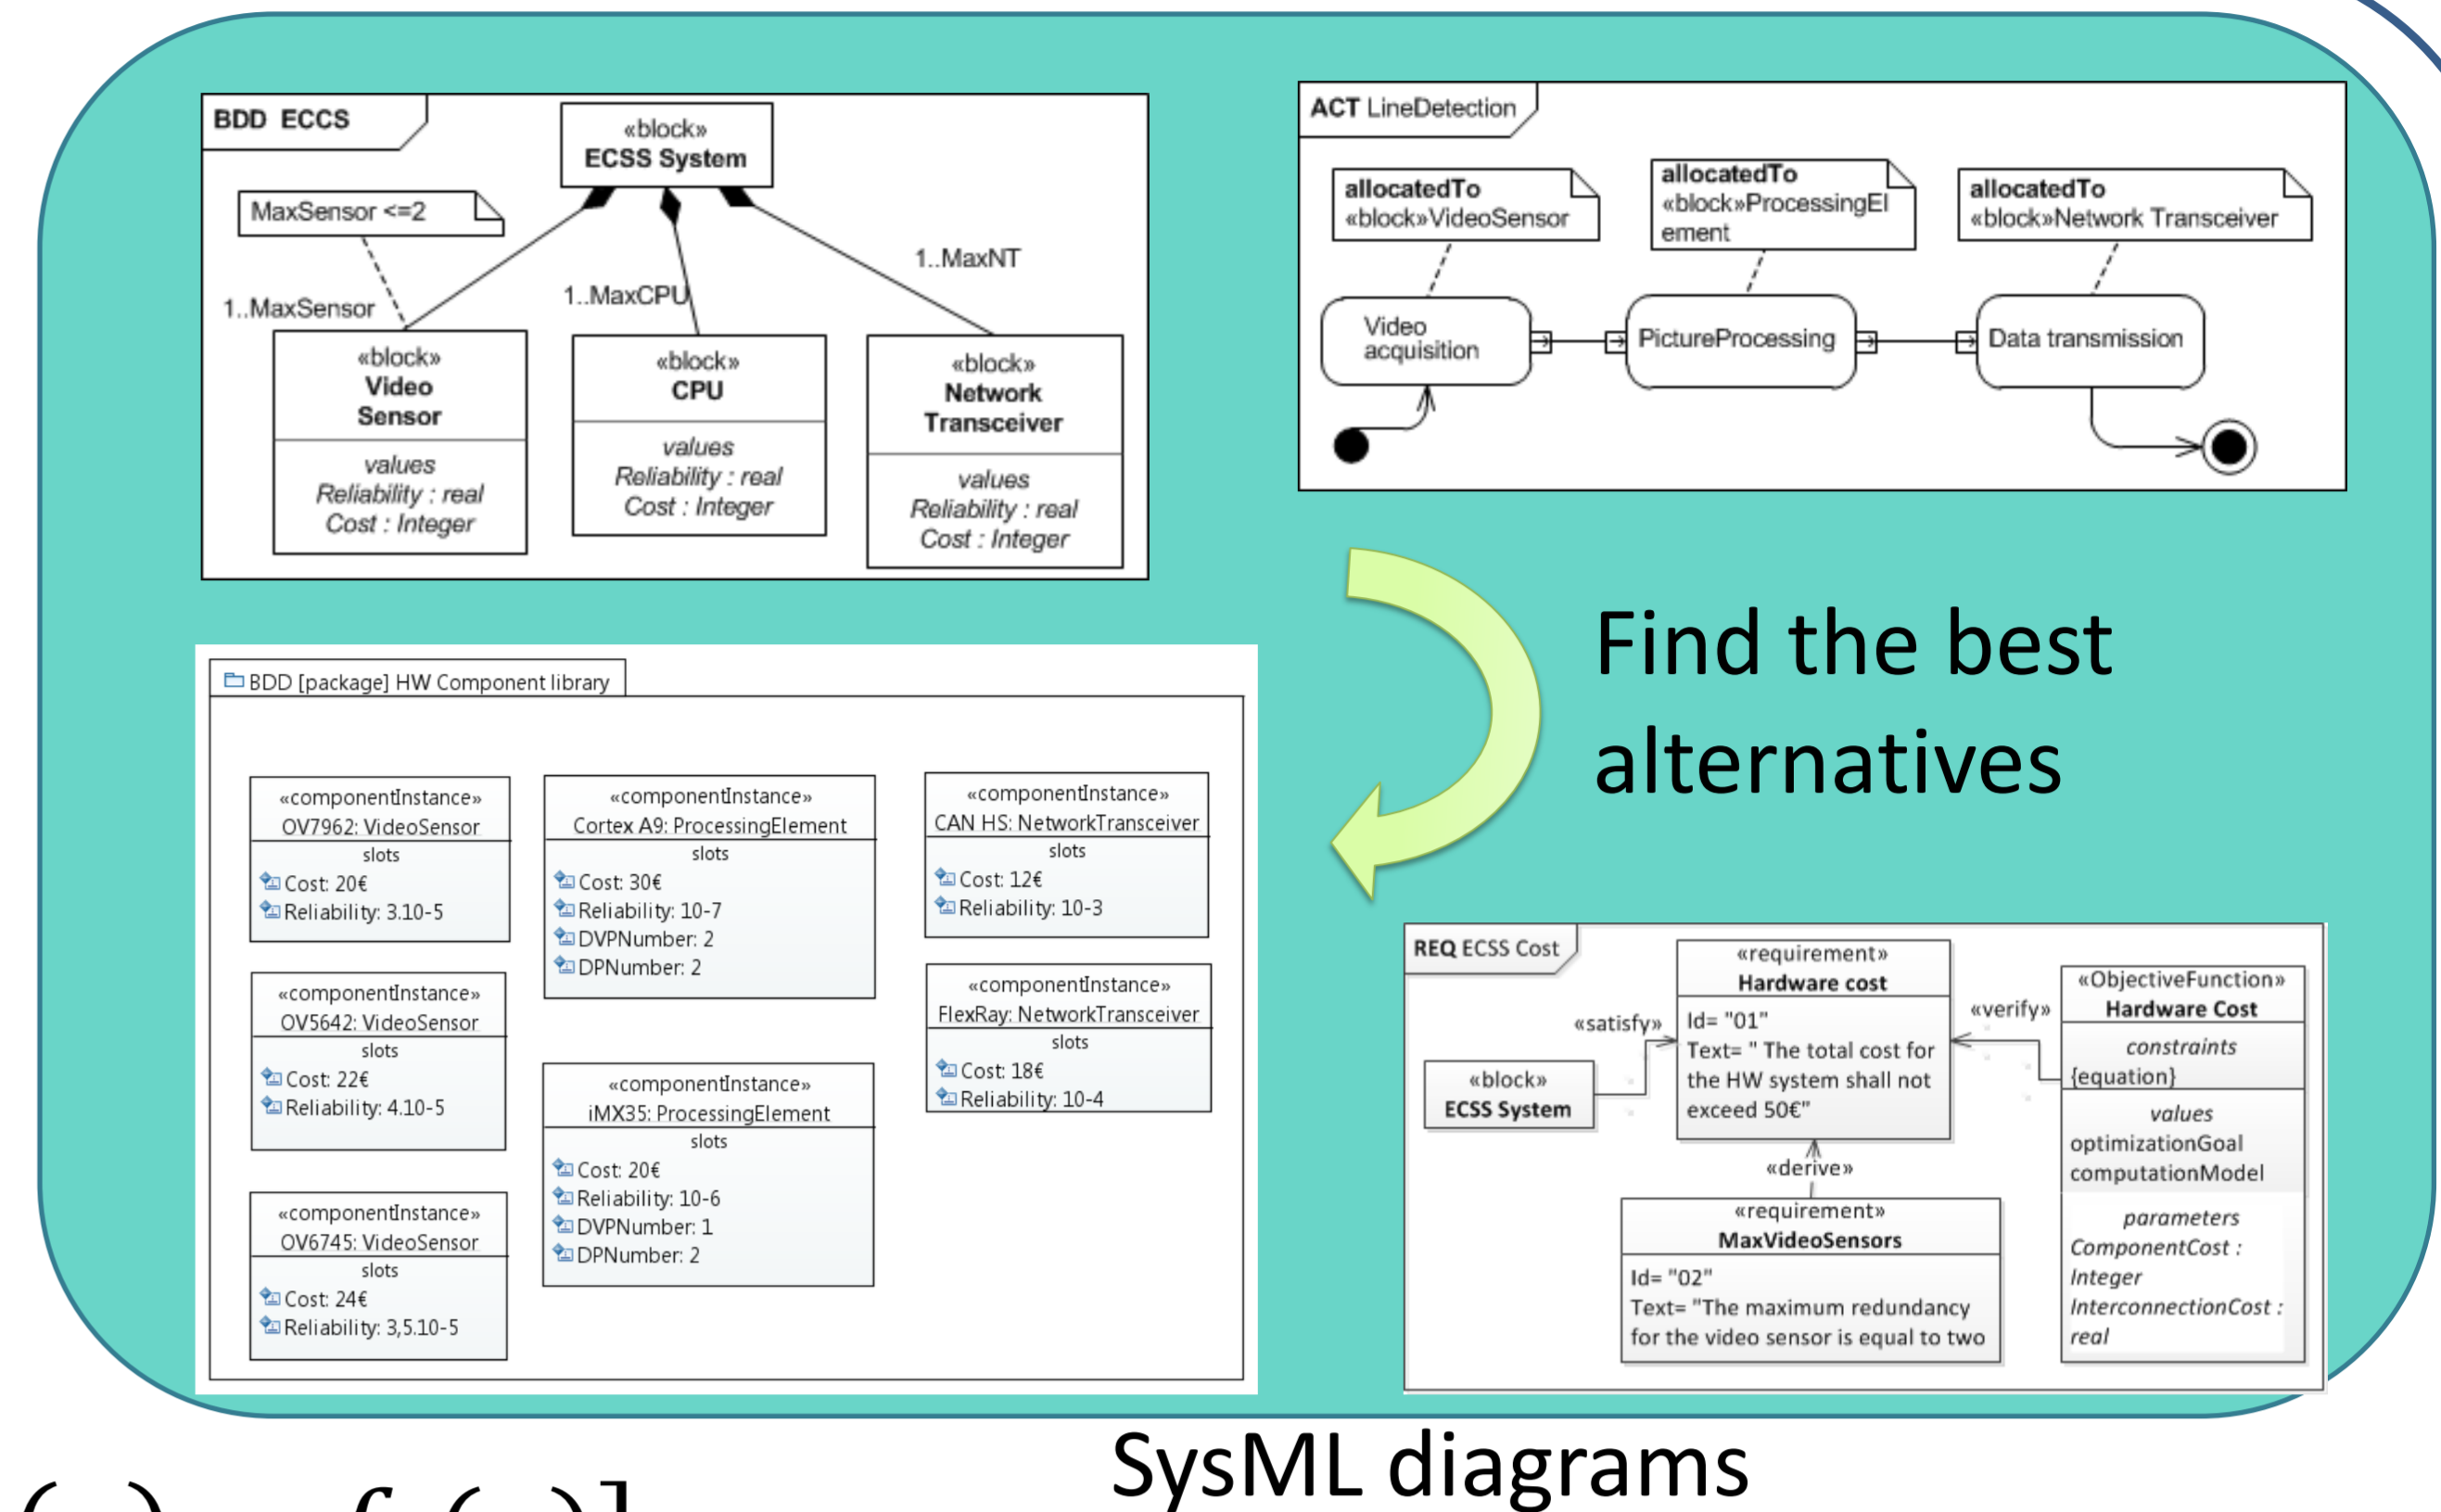 BDD ECCS
«block»
ECSS System
MaxSensor <=2
1..MaxNT
1..MaxCPU
1..MaxSensor
«block»
Video
Sensor
values
Reliability : real
Cost : Integer
«block»
CPU
values
Reliability : real
Cost : Integer
«block»
Network
Transceiver
values
Reliability : real
Cost : Integer
ACT LineDetection
allocatedTo
«block»VideoSensor
allocatedTo
«block»ProcessingEl
ement
allocatedTo
«block»Network Transceiver
Video
acquisition
PictureProcessing
Data transmission
Find the best
alternatives
BDD [package] HW Component library
«componentInstance»
OV7962: VideoSensor
slots
Cost: 20€
Reliability: 3.10-5
«componentInstance»
Cortex A9: ProcessingElement
slots
Cost: 30€
Reliability: 10-7
DVPNumber: 2
DPNumber: 2
«componentInstance»
CAN HS: NetworkTransceiver
slots
Cost: 12€
Reliability: 10-3
«componentInstance»
OV5642: VideoSensor
slots
Cost: 22€
Reliability: 4.10-5
«componentInstance»
FlexRay: NetworkTransceiver
slots
Cost: 18€
Reliability: 10-4
«componentInstance»
iMX35: ProcessingElement
slots
Cost: 20€
Reliability: 10-6
DVPNumber: 1
DPNumber: 2
«componentInstance»
OV6745: VideoSensor
slots
Cost: 24€
Reliability: 3,5.10-5
REQ ECSS Cost
«requirement»
Hardware cost
Id= "01"
Text= " The total cost for
the HW system shall not
exceed 50€"
«satisfy»
«block»
ECSS System
«verify»
«ObjectiveFunction»
Hardware Cost
constraints
{equation}
values
optimizationGoal
computationModel
parameters
ComponentCost :
Integer
InterconnectionCost :
real
«derive»
«requirement»
MaxVideoSensors
Id= "02"
Text= "The maximum redundancy
for the video sensor is equal to two
SysML diagrams